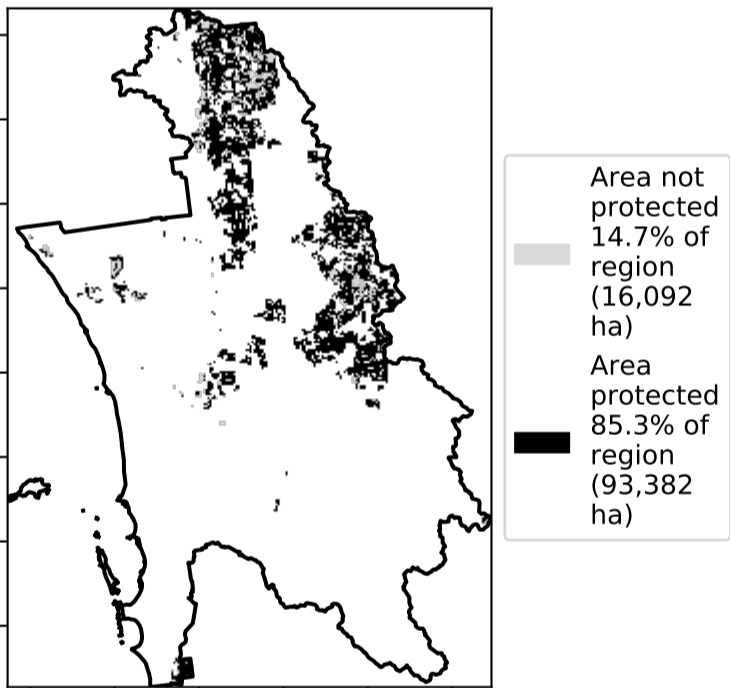 Area not
protected
14.7% of
region
(16,092
ha)
Area
protected
85.3% of
region
(93,382
ha)